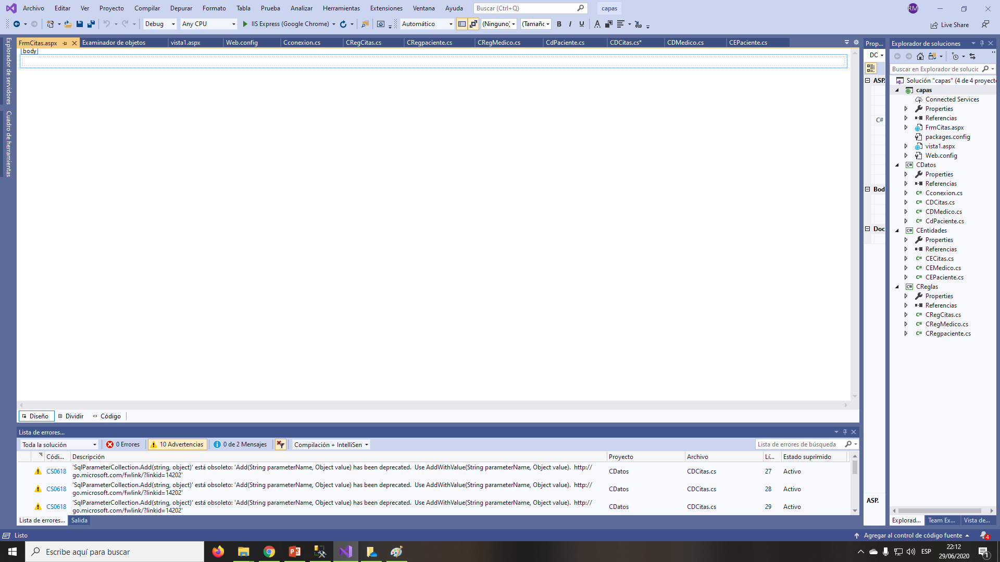 Archivo Editar Ver Proyecto Compilar Depurar Formato Tabla Prueba Analizar Herramientas Extensiones Ventana Ayuda Buscar (Ctrl+Q) capas RM
Debug Any CPU IIS Express (Google Chrome) Automático (Ninguno) (Tamañc B I U A Live Share
FrmCitas.aspx Examinador de objetos vista1.aspx Web.config Cconexion.cs CRegCitas.cs CRegpaciente.cs CRegMedico.cs CdPaciente.cs CDCitas.cs* CDMedico.cs CEPaciente.cs
Explorador de servidores
Cuadro de herramientas
body
Diseño Dividir Código
Prop...
DC
ASP.
C#
Bod
Doc
ASP.
Explorador de soluciones
Buscar en Explorador de solucic
Solución "capas" (4 de 4 proyecto
capas
Connected Services
Properties
Referencias
FrmCitas.aspx
packages.config
vista1.aspx
Web.config
C# CDatos
Properties
Referencias
C# Cconexion.cs
C# CDCitas.cs
C# CDMedico.cs
C# CdPaciente.cs
C# CEntidades
Properties
Referencias
C# CECitas.cs
C# CEMedico.cs
C# CEPaciente.cs
C# CReglas
Properties
Referencias
C# CRegCitas.cs
C# CRegMedico.cs
C# CRegpaciente.cs
Explorad... Team Ex... Vista de...
Lista de errores...
Toda la solución 0 Errores 10 Advertencias 0 de 2 Mensajes Compilación + IntelliSen Lista de errores de búsqueda
Códi... Descripción Proyecto Archivo Lí... Estado suprimido
CS0618 'SqlParameterCollection.Add(string, object)' está obsoleto: 'Add(String parameterName, Object value) has been deprecated. Use AddWithValue(String parameterName, Object value). http://
go.microsoft.com/fwlink/?linkid=14202' CDatos CDCitas.cs 27 Activo
CS0618 'SqlParameterCollection.Add(string, object)' está obsoleto: 'Add(String parameterName, Object value) has been deprecated. Use AddWithValue(String parameterName, Object value). http://
go.microsoft.com/fwlink/?linkid=14202' CDatos CDCitas.cs 28 Activo
CS0618 'SqlParameterCollection.Add(string, object)' está obsoleto: 'Add(String parameterName, Object value) has been deprecated. Use AddWithValue(String parameterName, Object value). http://
go.microsoft.com/fwlink/?linkid=14202' CDatos CDCitas.cs 29 Activo
Lista de errores... Salida
Listo Agregar al control de código fuente 4
Escribe aquí para buscar ESP 22:12
29/06/2020 1